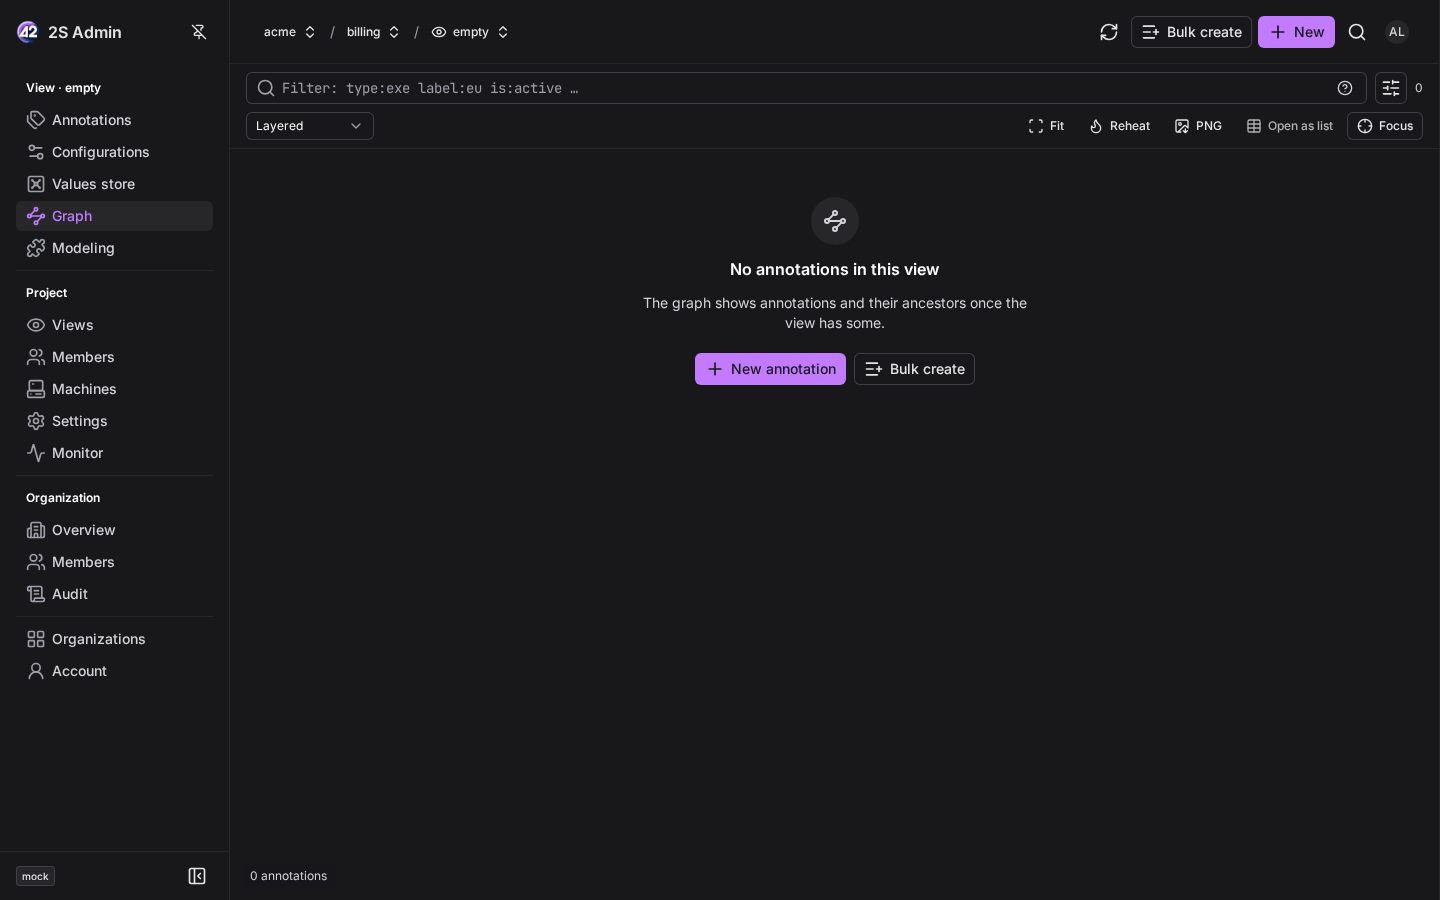 2S Admin
acme / billing / empty
Bulk create
New
AL
View · empty
Annotations
Configurations
Values store
Graph
Modeling
Project
Views
Members
Machines
Settings
Monitor
Organization
Overview
Members
Audit
Organizations
Account
mock
Filter: type:exe label:eu is:active …
0
Layered
Fit
Reheat
PNG
Open as list
Focus
No annotations in this view
The graph shows annotations and their ancestors once the
view has some.
New annotation
Bulk create
0 annotations